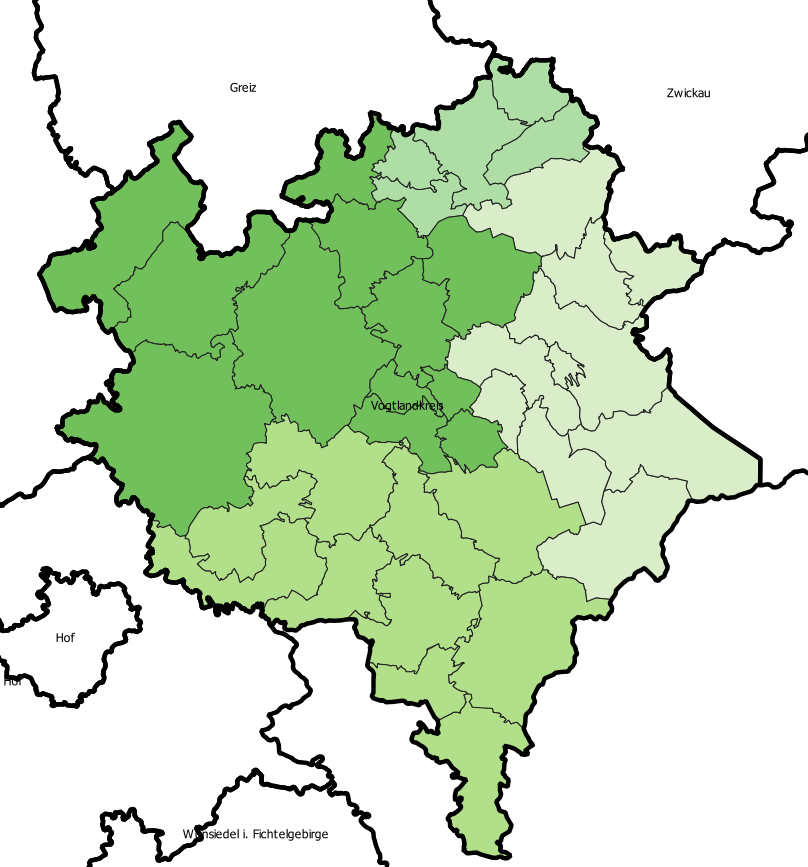 Greiz
Zwickau
Vogtlandkreis
Hof
Hof
Wunsiedel i. Fichtelgebirge